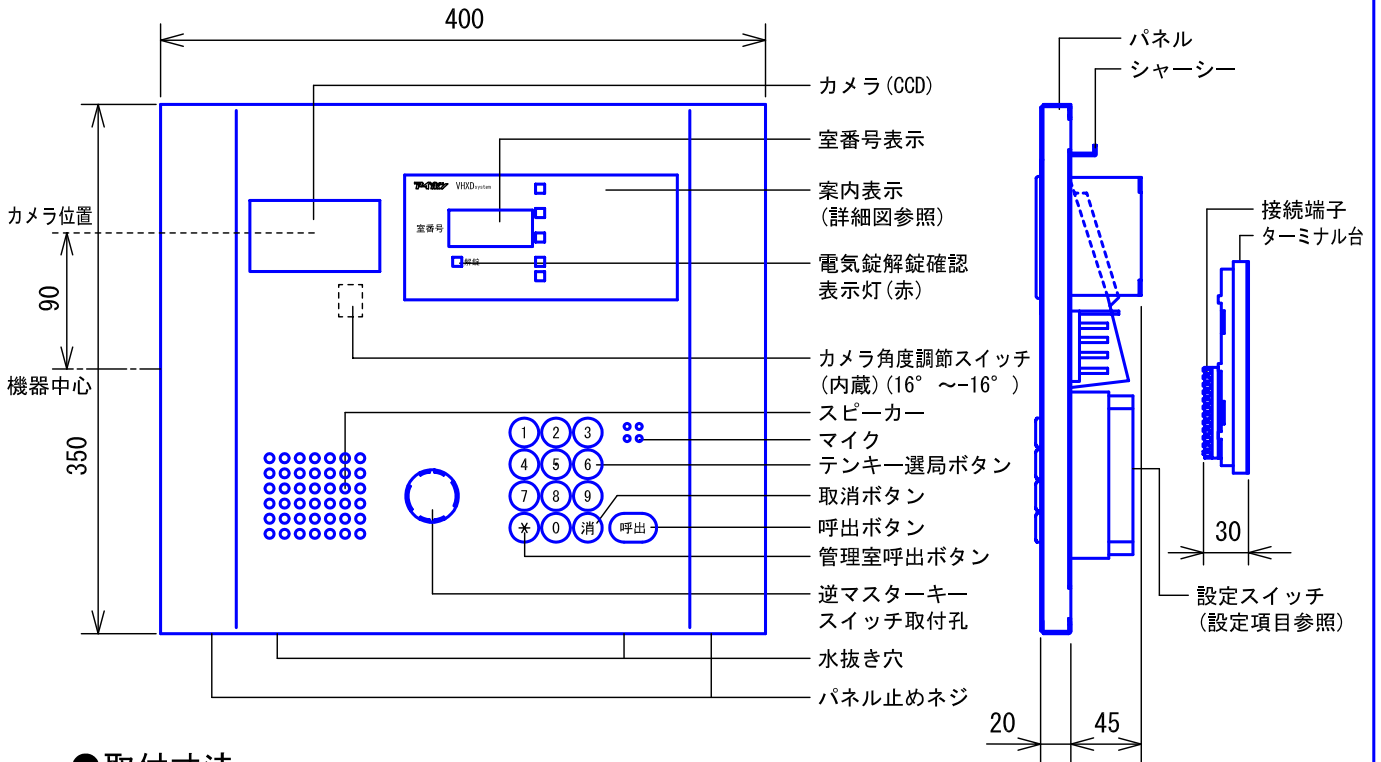 400
カメラ(CCD)
室番号表示
案内表示
(詳細図参照)
電気錠解錠確認
表示灯(赤)
カメラ角度調節スイッチ
(内蔵)(16° ～-16° )
スピーカー
マイク
テンキー選局ボタン
取消ボタン
呼出ボタン
管理室呼出ボタン
逆マスターキー
スイッチ取付孔
水抜き穴
パネル止めネジ
カメラ位置
90
機器中心
350
アイホン VHXDsystem
室番号
解錠
1 2 3
4 5 6
7 8 9
* 0 消 呼出
パネル
シャーシー
接続端子
ターミナル台
30
設定スイッチ
(設定項目参照)
20 45
●取付寸法